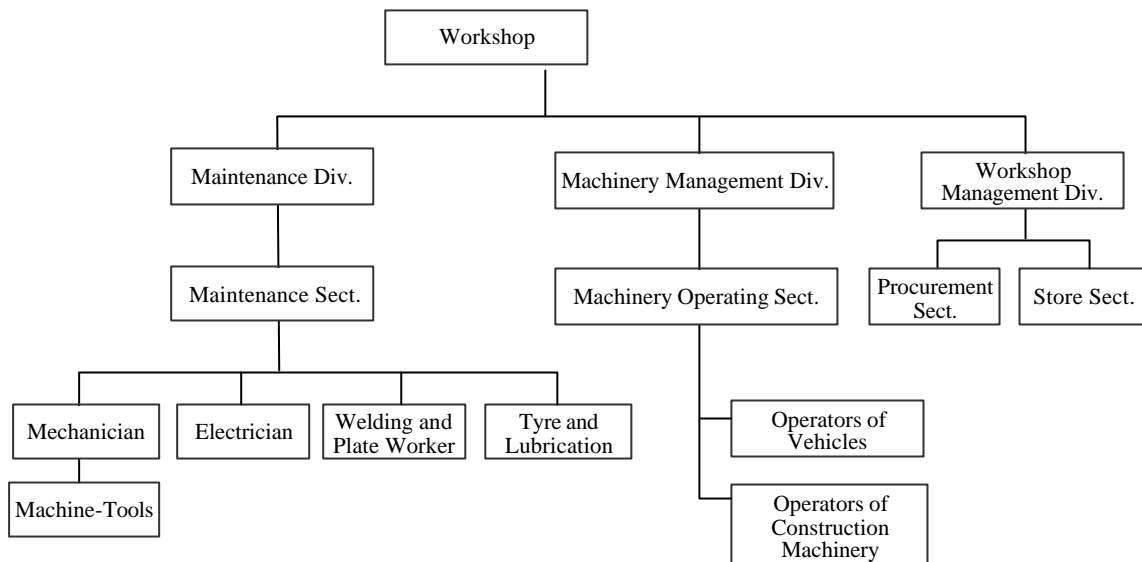 Workshop
Maintenance Div.
Machinery Management Div.
Workshop
Management Div.
Maintenance Sect.
Machinery Operating Sect.
Procurement
Sect.
Store Sect.
Mechanician
Electrician
Welding and
Plate Worker
Tyre and
Lubrication
Operators of
Vehicles
Machine-Tools
Operators of
Construction
Machinery